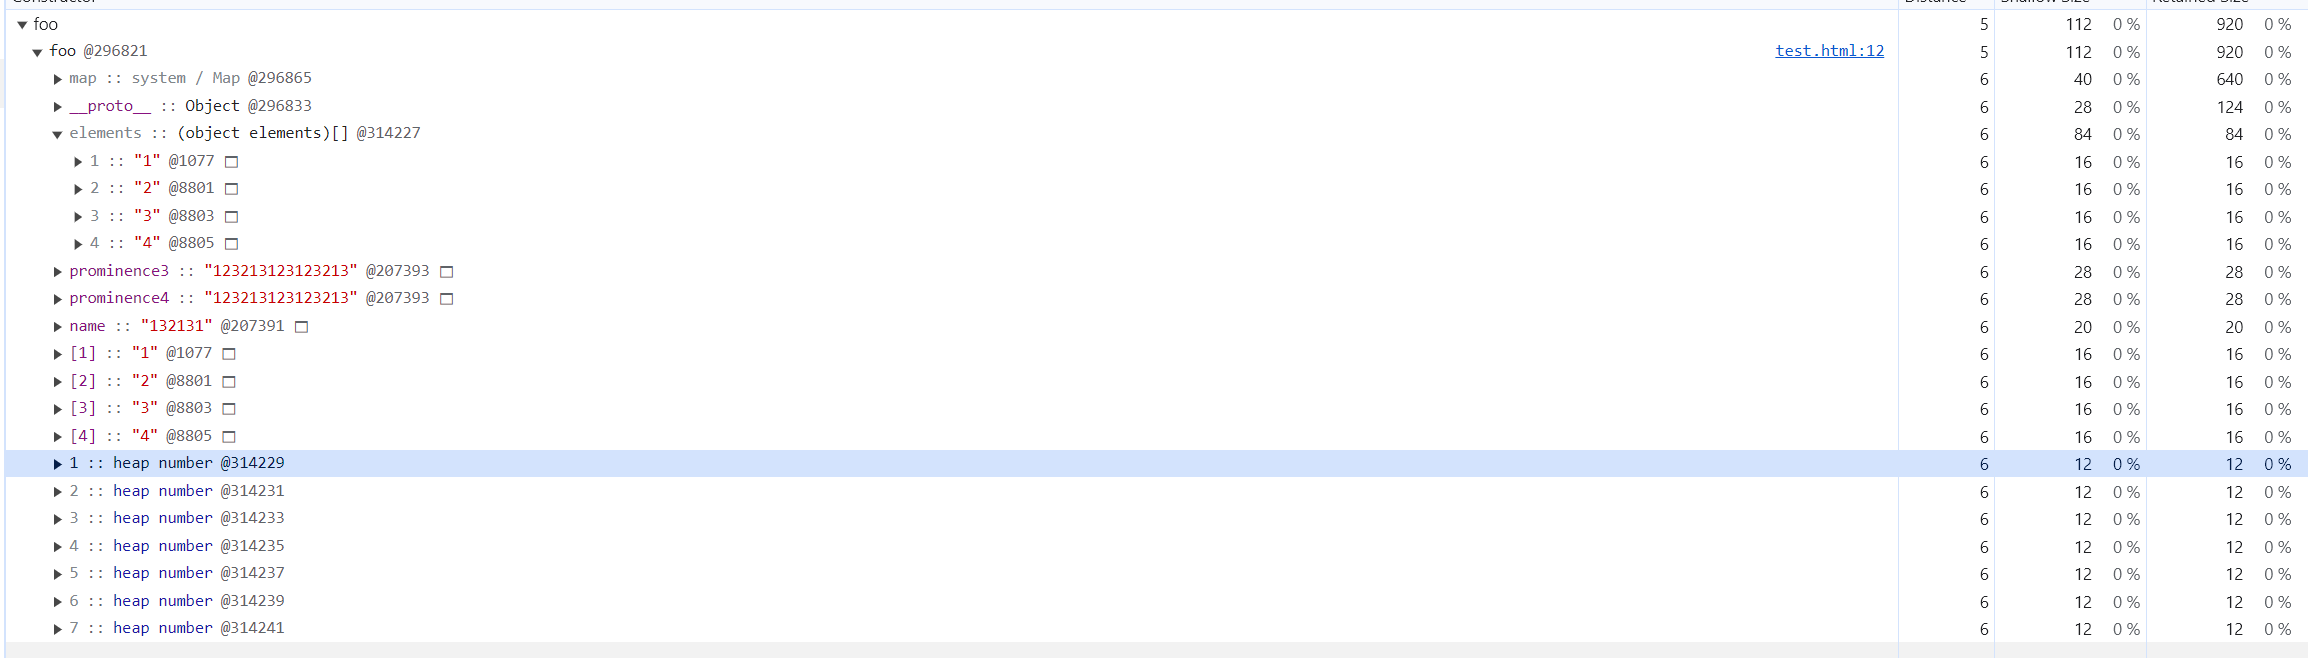 Constructor Distance Shallow Size Retained Size
foo 5 112 0 % 920 0 %
foo @296821 test.html:12 5 112 0 % 920 0 %
map :: system / Map @296865 6 40 0 % 640 0 %
__proto__ :: Object @296833 6 28 0 % 124 0 %
elements :: (object elements)[] @314227 6 84 0 % 84 0 %
1 :: "1" @1077 6 16 0 % 16 0 %
2 :: "2" @8801 6 16 0 % 16 0 %
3 :: "3" @8803 6 16 0 % 16 0 %
4 :: "4" @8805 6 16 0 % 16 0 %
prominence3 :: "123213123123213" @207393 6 28 0 % 28 0 %
prominence4 :: "123213123123213" @207393 6 28 0 % 28 0 %
name :: "132131" @207391 6 20 0 % 20 0 %
[1] :: "1" @1077 6 16 0 % 16 0 %
[2] :: "2" @8801 6 16 0 % 16 0 %
[3] :: "3" @8803 6 16 0 % 16 0 %
[4] :: "4" @8805 6 16 0 % 16 0 %
1 :: heap number @314229 6 12 0 % 12 0 %
2 :: heap number @314231 6 12 0 % 12 0 %
3 :: heap number @314233 6 12 0 % 12 0 %
4 :: heap number @314235 6 12 0 % 12 0 %
5 :: heap number @314237 6 12 0 % 12 0 %
6 :: heap number @314239 6 12 0 % 12 0 %
7 :: heap number @314241 6 12 0 % 12 0 %